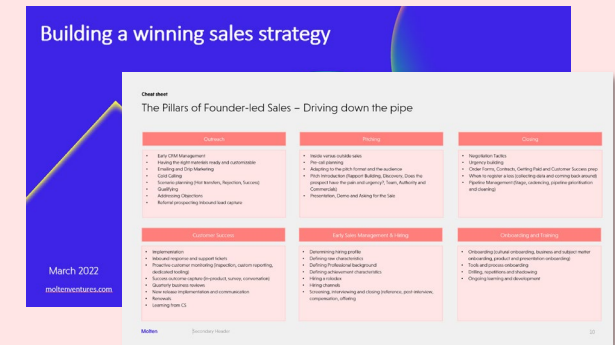 Building a winning sales strategy
March 2022
moltenventures.com
Cheat sheet
The Pillars of Founder-led Sales – Driving down the pipe
Outreach
• Early CRM Management
• Having the right materials ready and customizable
• Emailing and Drip Marketing
• Cold Calling
• Scenario planning (Hot transfers, Rejection, Success)
• Qualifying
• Addressing Objections
• Referral prospecting Inbound lead capture
Pitching
• Inside versus outside sales
• Pre-call planning
• Adapting to the pitch format and the audience
• Pitch Introduction (Rapport Building, Discovery, Does the
prospect have the pain and urgency?, Team, Authority and
Commercials)
• Presentation, Demo and Asking for the Sale
Closing
• Negotiation Tactics
• Urgency building
• Order Forms, Contracts, Getting Paid and Customer Success prep
• When to register a loss (collecting data and coming back around)
• Pipeline Management (Stage, cadencing, pipeline prioritisation
and cleaning)
Customer Success
• Implementation
• Inbound response and support tickets
• Proactive customer monitoring (inspection, custom reporting,
dedicated tooling)
• Success outcome capture (in-product, survey, conversation)
• Quarterly business reviews
• New release implementation and communication
• Renewals
• Learning from CS
Early Sales Management & Hiring
• Determining hiring profile
• Defining raw characteristics
• Defining Professional background
• Defining achievement characteristics
• Hiring a rolodex
• Hiring channels
• Screening, interviewing and closing (reference, peer interview,
compensation, offering)
Onboarding and Training
• Onboarding (cultural onboarding, business and subject matter
onboarding, product and presentation onboarding)
• Tools and process onboarding
• Drilling, repetitions and shadowing
• Ongoing learning and development
Molten
Secondary Header